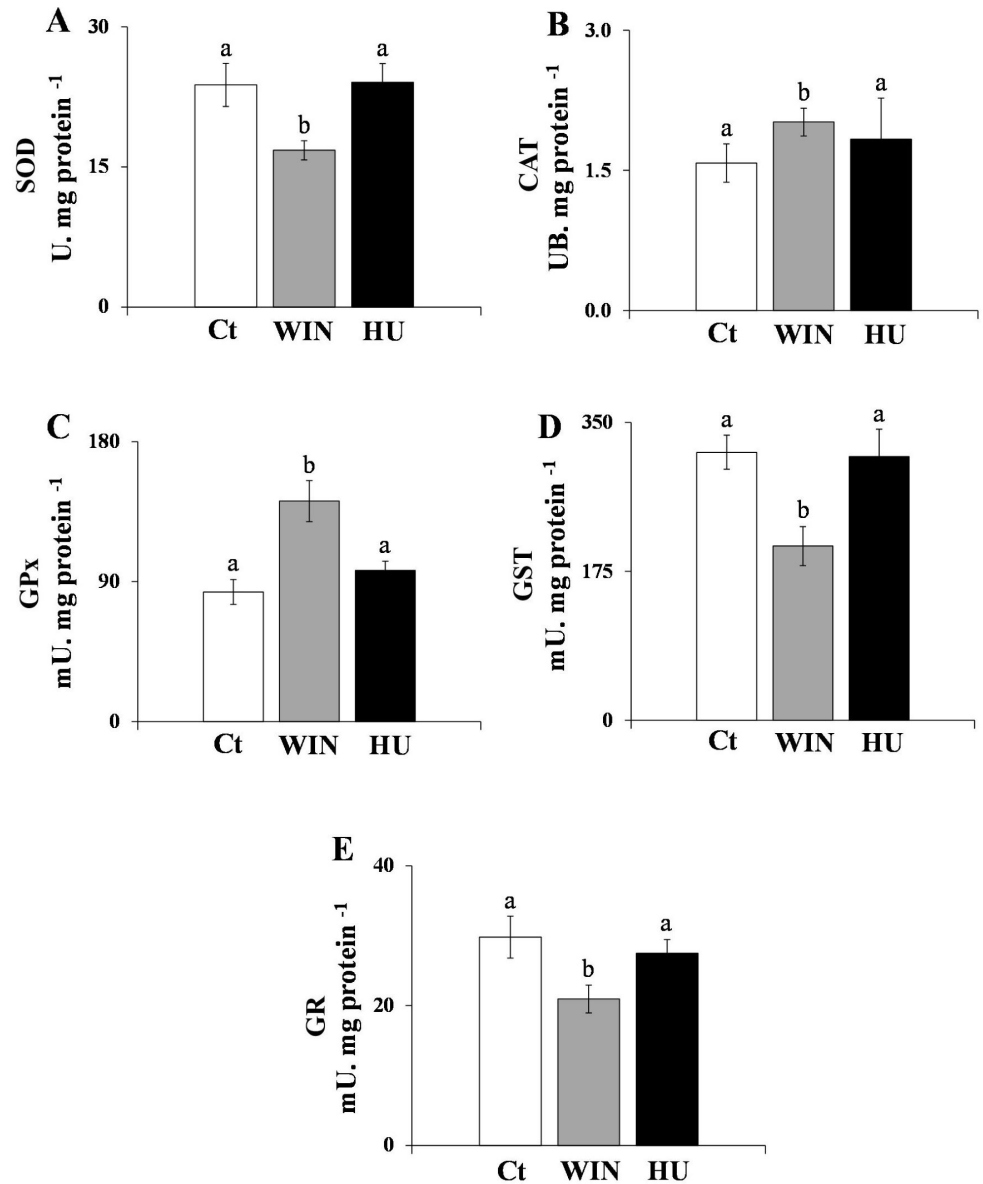 A
SOD
U. mg protein -1
30
15
0
a
b
a
Ct WIN HU
B
CAT
UB. mg protein -1
3.0
1.5
0.0
a
b
a
Ct WIN HU
C
GPx
mU. mg protein -1
180
90
0
a
b
a
Ct WIN HU
D
GST
mU. mg protein -1
350
175
0
a
b
a
Ct WIN HU
E
GR
mU. mg protein -1
40
20
0
a
b
a
Ct WIN HU